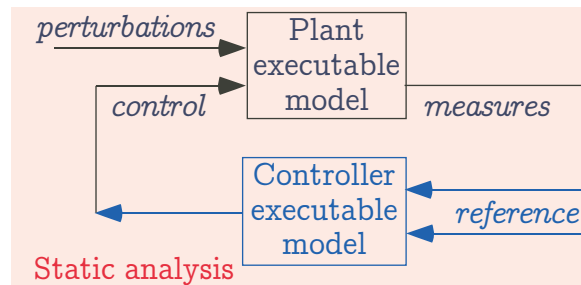 perturbations
Plant
executable
model
control
measures
Controller
executable
model
reference
Static analysis